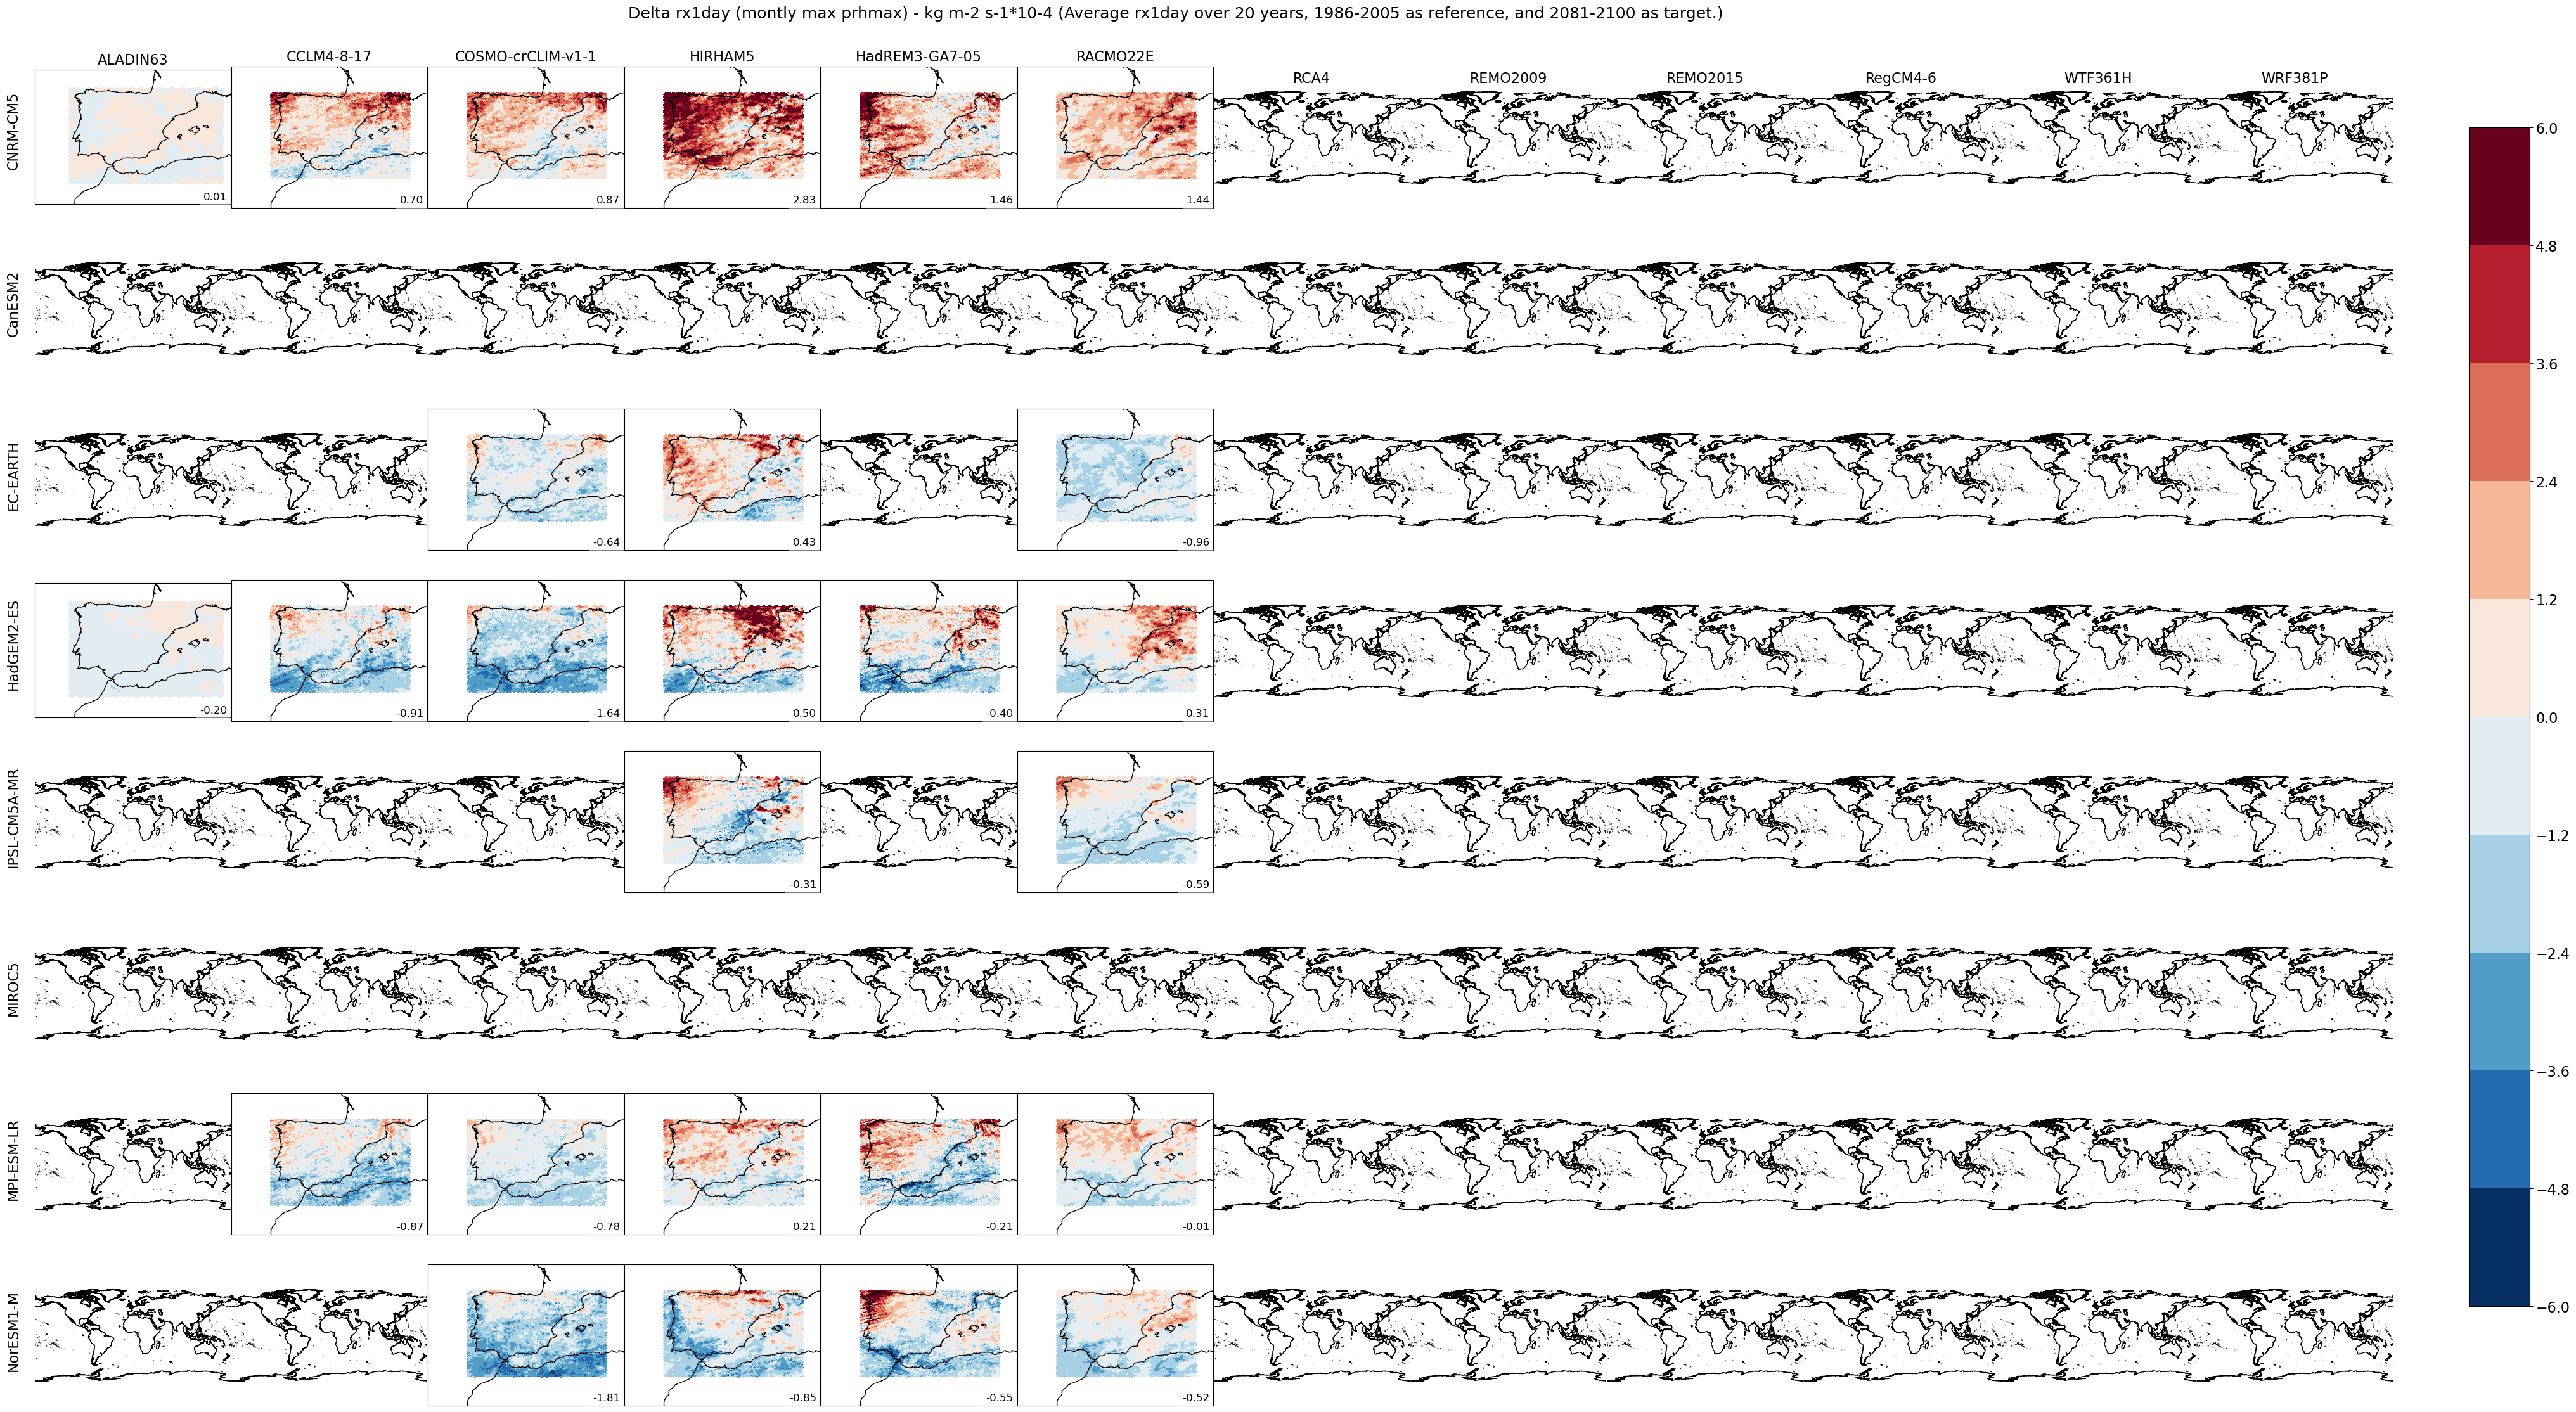 Delta rx1day (montly max prhmax) - kg m-2 s-1*10-4 (Average rx1day over 20 years, 1986-2005 as reference, and 2081-2100 as target.)
ALADIN63
CCLM4-8-17
COSMO-crCLIM-v1-1
HIRHAM5
HadREM3-GA7-05
RACMO22E
RCA4
REMO2009
REMO2015
RegCM4-6
WTF361H
WRF381P
CNRM-CM5
0.01
0.70
0.87
2.83
1.46
1.44
CanESM2
EC-EARTH
-0.64
0.43
-0.96
HadGEM2-ES
-0.20
-0.91
-1.64
0.50
-0.40
0.31
IPSL-CM5A-MR
-0.31
-0.59
MIROC5
MPI-ESM-LR
-0.87
-0.78
0.21
-0.21
-0.01
NorESM1-M
-1.81
-0.85
-0.55
-0.52
6.0
4.8
3.6
2.4
1.2
0.0
−1.2
−2.4
−3.6
−4.8
−6.0